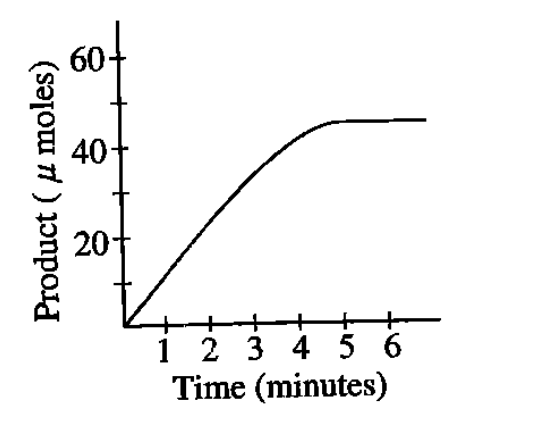 Product ( μ moles)
60
40
20
1 2 3 4 5 6
Time (minutes)